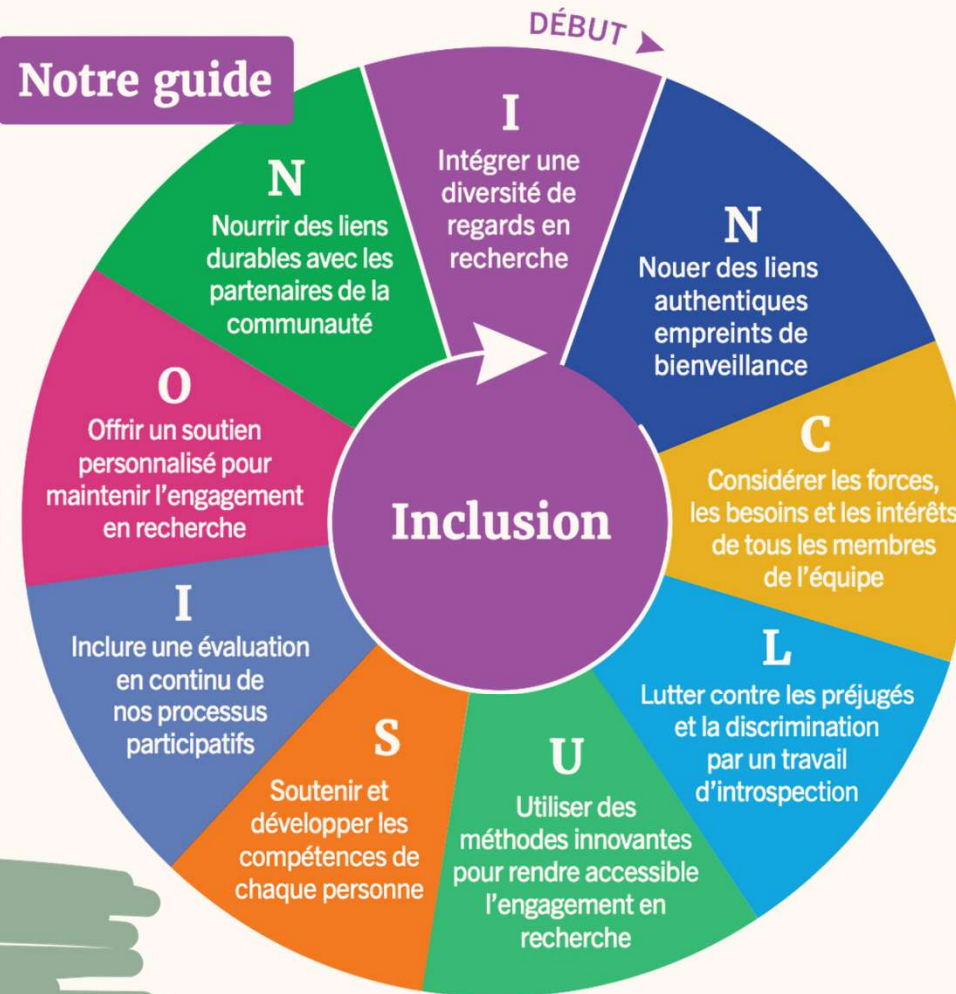 Notre guide
DÉBUT
I
Intégrer une
diversité de
regards en
recherche
N
Nouer des liens
authentiques
empreints de
bienveillance
C
Considérer les forces,
les besoins et les intérêts
de tous les membres
de l'équipe
L
Lutter contre les préjugés
et la discrimination
par un travail
d'introspection
U
Utiliser des
méthodes innovantes
pour rendre accessible
l'engagement en
recherche
S
Soutenir et
développer les
compétences de
chaque personne
I
Inclure une évaluation
en continu de
nos processus
participatifs
O
Offrir un soutien
personnalisé pour
maintenir l'engagement
en recherche
N
Nourrir des liens
durables avec les
partenaires de la
communauté
Inclusion